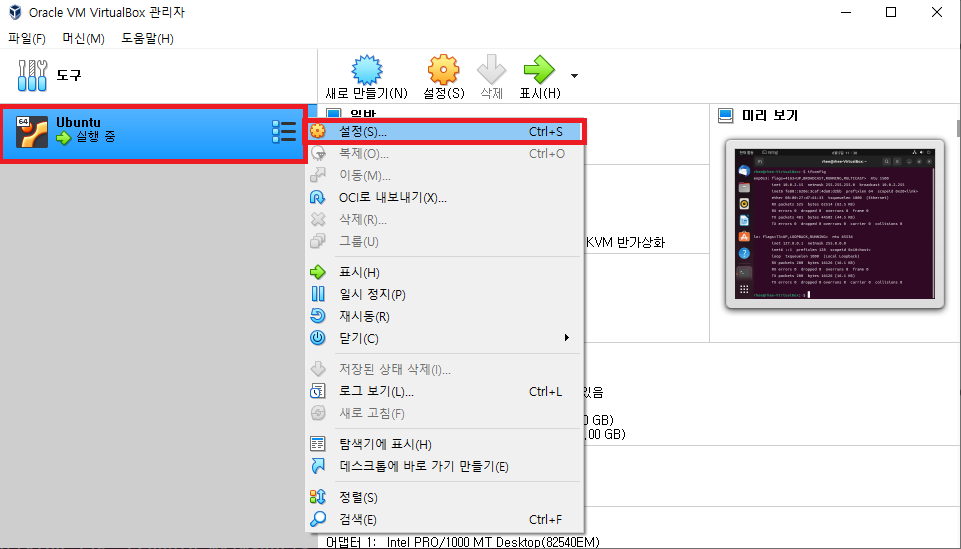 Oracle VM VirtualBox 관리자
파일(F) 머신(M) 도움말(H)
도구
새로 만들기(N) 설정(S) 삭제 표시(H)
64
Ubuntu
실행 중
일반
미리 보기
설정(S)... Ctrl+S
복제(O)... Ctrl+O
이동(M)...
OCI로 내보내기(X)...
삭제(R)...
그룹(U)
KVM 반가상화
표시(H)
일시 정지(P)
재시동(R)
닫기(C)
저장된 상태 삭제(I)...
로그 보기(L)... Ctrl+L
있음
새로 고침(F)
GB)
,00 GB)
탐색기에 표시(H)
데스크톱에 바로 가기 만들기(E)
정렬(S)
검색(E) Ctrl+F
어댑터 1: Intel PRO/1000 MT Desktop(82540EM)